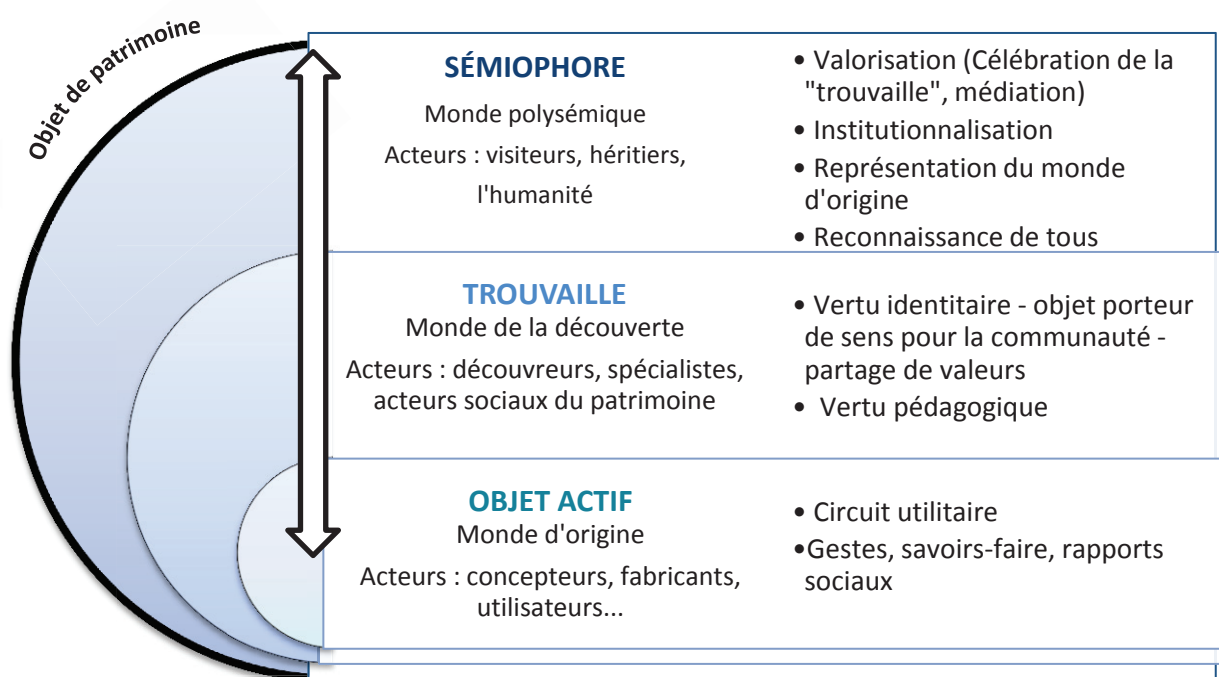 Objet de patrimoine
SÉMIOPHORE
Monde polysémique
Acteurs : visiteurs, héritiers,
l'humanité
• Valorisation (Célébration de la
"trouvaille", médiation)
• Institutionnalisation
• Représentation du monde
d'origine
• Reconnaissance de tous
TROUVAILLE
Monde de la découverte
Acteurs : découvreurs, spécialistes,
acteurs sociaux du patrimoine
• Vertu identitaire - objet porteur
de sens pour la communauté -
partage de valeurs
• Vertu pédagogique
OBJET ACTIF
Monde d'origine
Acteurs : concepteurs, fabricants,
utilisateurs...
• Circuit utilitaire
•Gestes, savoirs-faire, rapports
sociaux